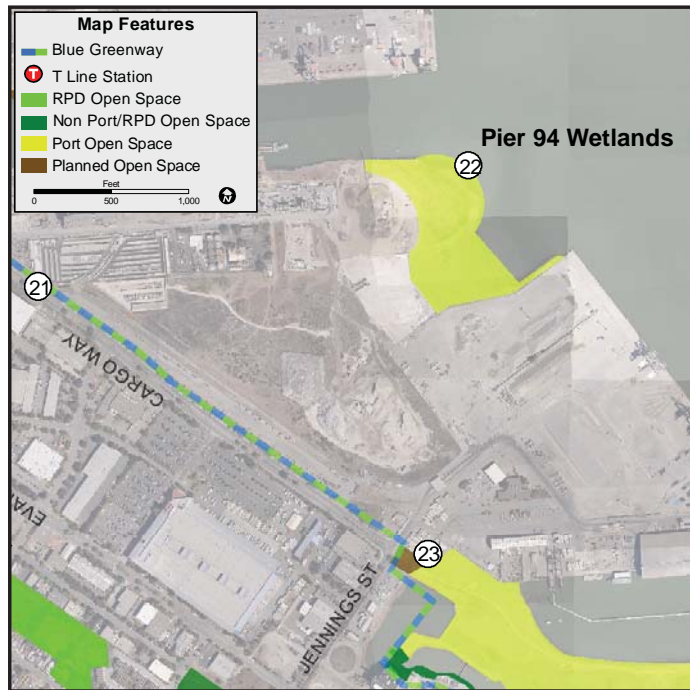 Map Features
Blue Greenway
T T Line Station
RPD Open Space
Non Port/RPD Open Space
Port Open Space
Planned Open Space
Feet
0 500 1,000
N
Pier 94 Wetlands
22
21
CARGO WAY
EVA
23
JENNINGS ST